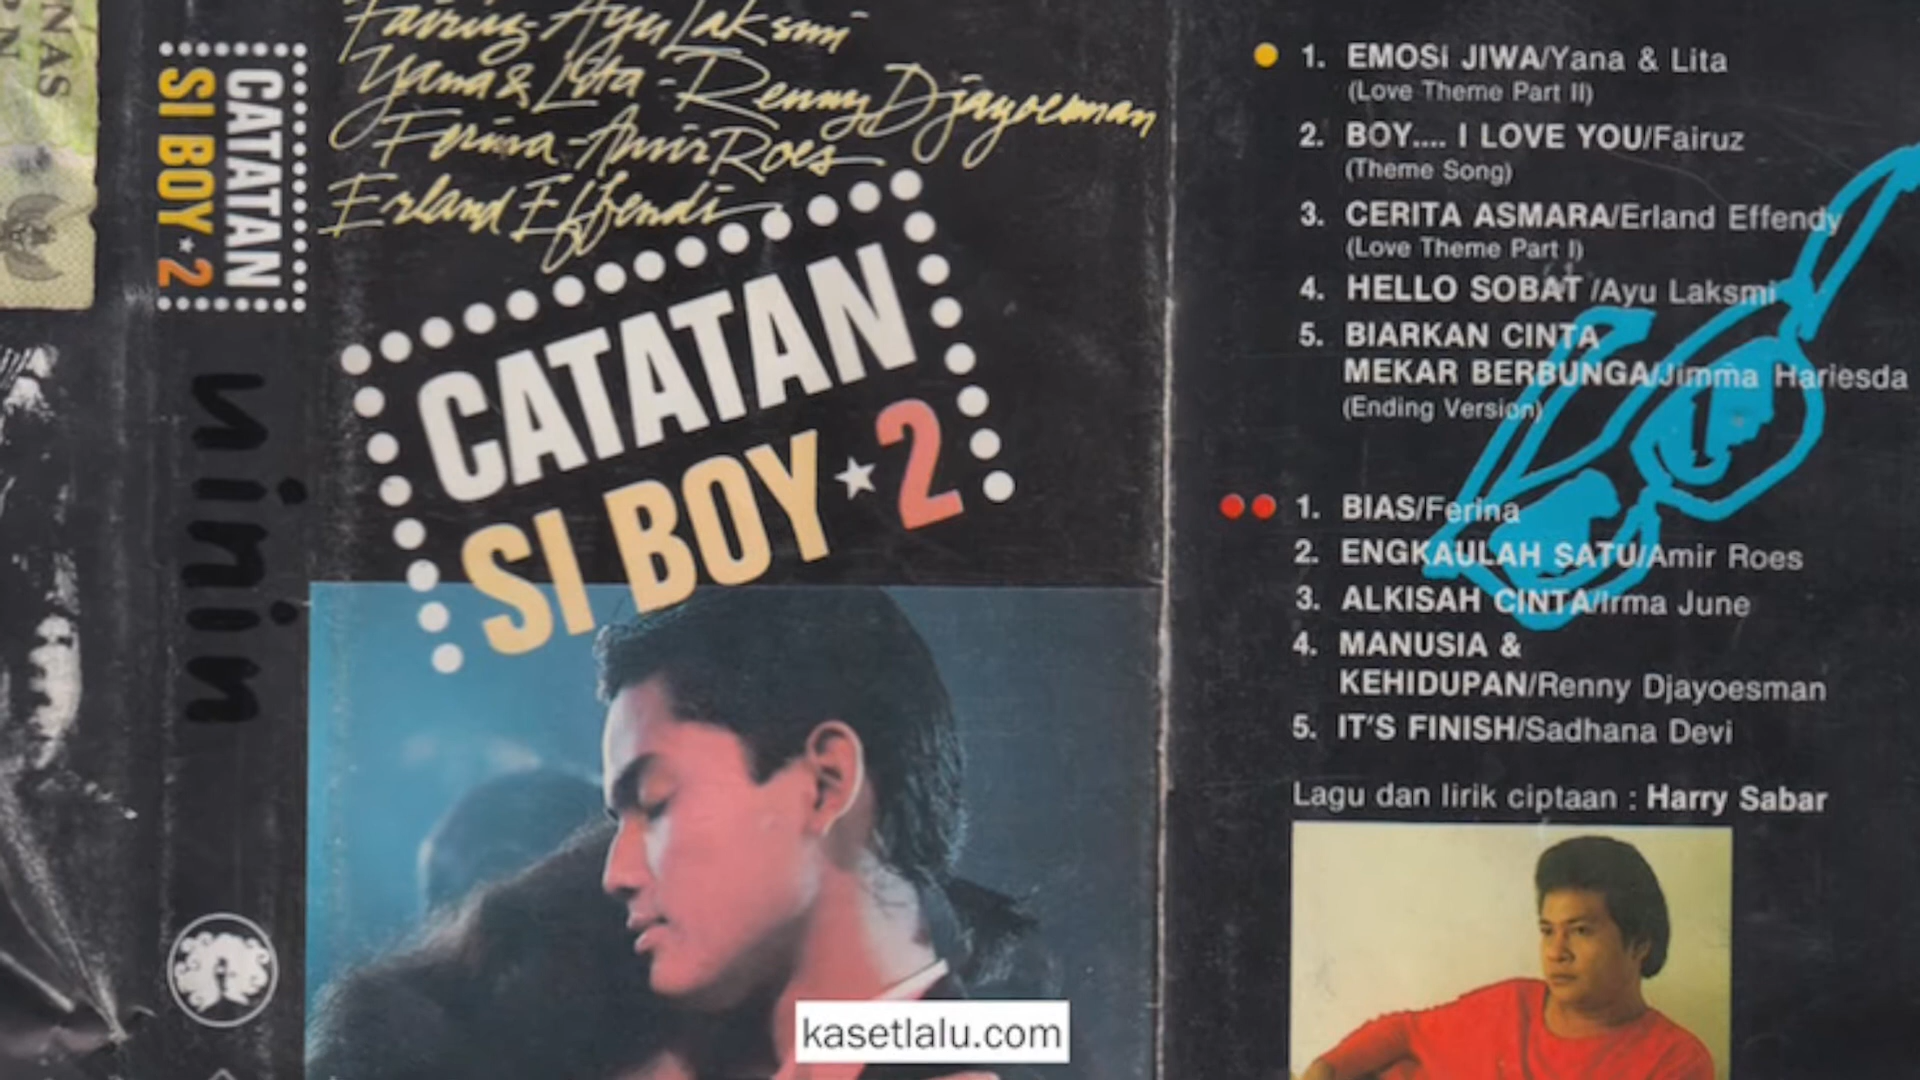 NAS
CATATAN
SI BOY ★ 2
ninin
Fairuz - Ayu Laksmi
Yana & Lita - Renny Djayoesman
Ferina - Amir Roes
Erland Effendi
CATATAN
SI BOY ★ 2
kasetlalu.com
1. EMOSI JIWA/Yana & Lita
(Love Theme Part II)
2. BOY.... I LOVE YOU/Fairuz
(Theme Song)
3. CERITA ASMARA/Erland Effendy
(Love Theme Part I)
4. HELLO SOBAT /Ayu Laksmi
5. BIARKAN CINTA
MEKAR BERBUNGA/Jimma Hariesda
(Ending Version)
1. BIAS/Ferina
2. ENGKAULAH SATU/Amir Roes
3. ALKISAH CINTA/Irma June
4. MANUSIA &
KEHIDUPAN/Renny Djayoesman
5. IT'S FINISH/Sadhana Devi
Lagu dan lirik ciptaan : Harry Sabar